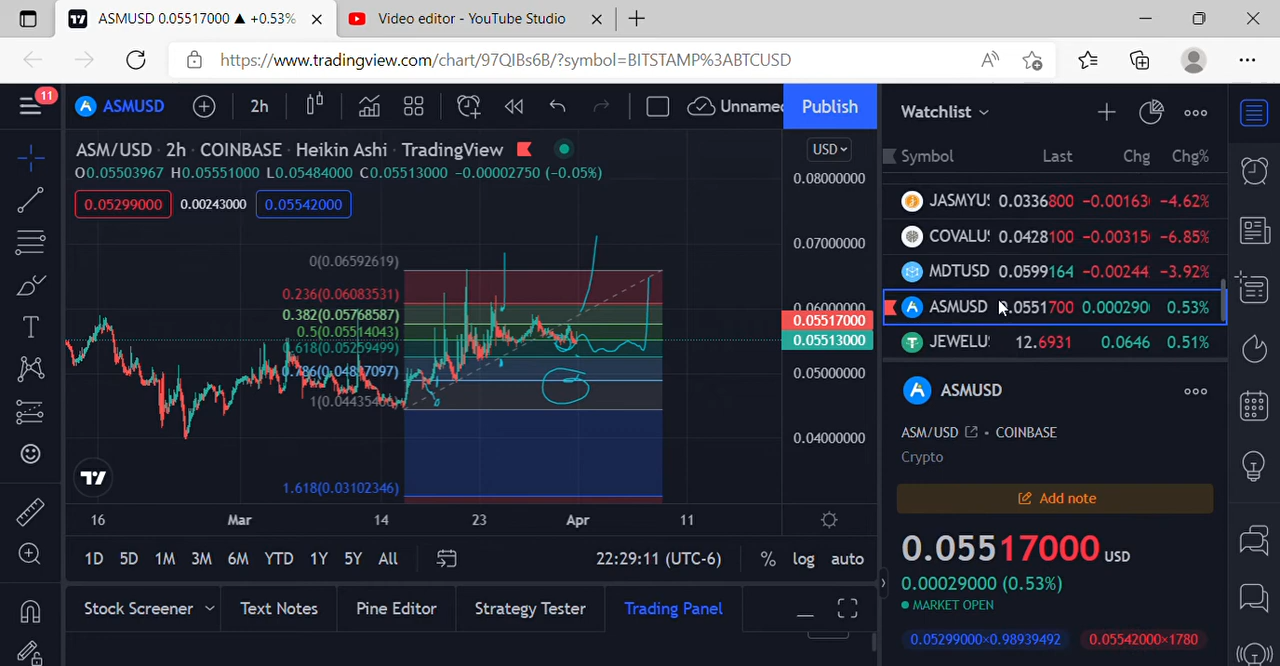 ASMUSD 0.05517000 ▲ +0.53%
Video editor - YouTube Studio
https://www.tradingview.com/chart/97QIBs6B/?symbol=BITSTAMP%3ABTCUSD
11
ASMUSD
2h
Unnamed
Publish
ASM/USD · 2h · COINBASE · Heikin Ashi · TradingView
O0.05503967 H0.05551000 L0.05484000 C0.05513000 -0.00002750 (-0.05%)
0.05299000 0.00243000 0.05542000
USD
0.08000000
0.07000000
0.06000000
0.05517000
0.05513000
0.05000000
0.04000000
0(0.06592619)
0.236(0.06083531)
0.382(0.05768587)
0.5(0.05514043)
0.618(0.05259499)
1.618(0.03102346)
16 Mar 14 23 Apr 11
1D 5D 1M 3M 6M YTD 1Y 5Y All
22:29:11 (UTC-6)
% log auto
Stock Screener Text Notes Pine Editor Strategy Tester Trading Panel
Watchlist
Symbol Last Chg Chg%
JASMYUS 0.0336800 -0.00163 -4.62%
COVALUS 0.0428100 -0.00315 -6.85%
MDTUSD 0.0599164 -0.00244 -3.92%
ASMUSD 0.0551700 0.000290 0.53%
JEWELUS 12.6931 0.0646 0.51%
ASMUSD
ASM/USD · COINBASE
Crypto
Add note
0.05517000 USD
0.00029000 (0.53%)
MARKET OPEN
0.05299000×0.98939492 0.05542000×1780